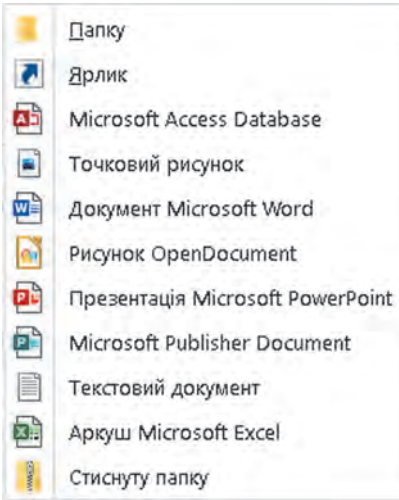 Папку
Ярлик
Microsoft Access Database
Точковий рисунок
Документ Microsoft Word
Рисунок OpenDocument
Презентація Microsoft PowerPoint
Microsoft Publisher Document
Текстовий документ
Аркуш Microsoft Excel
Стиснуту папку